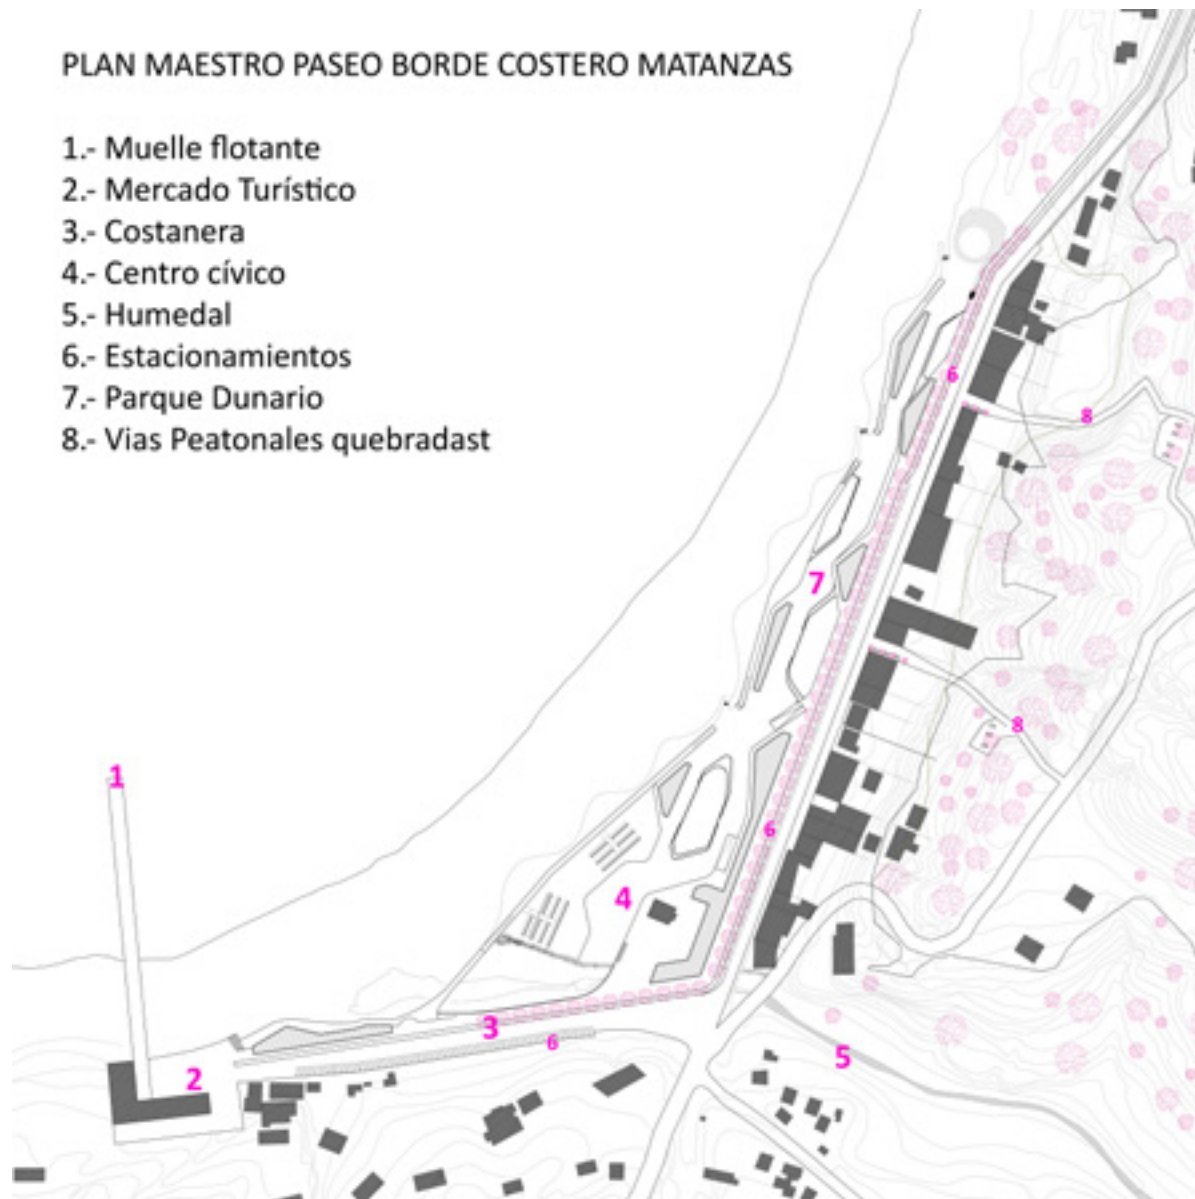 PLAN MAESTRO PASEO BORDE COSTERO MATANZAS
1.- Muelle flotante
2.- Mercado Turístico
3.- Costanera
4.- Centro cívico
5.- Humedal
6.- Estacionamientos
7.- Parque Dunario
8.- Vias Peatonales quebradast
6
8
7
8
1
6
4
3
6
5
2